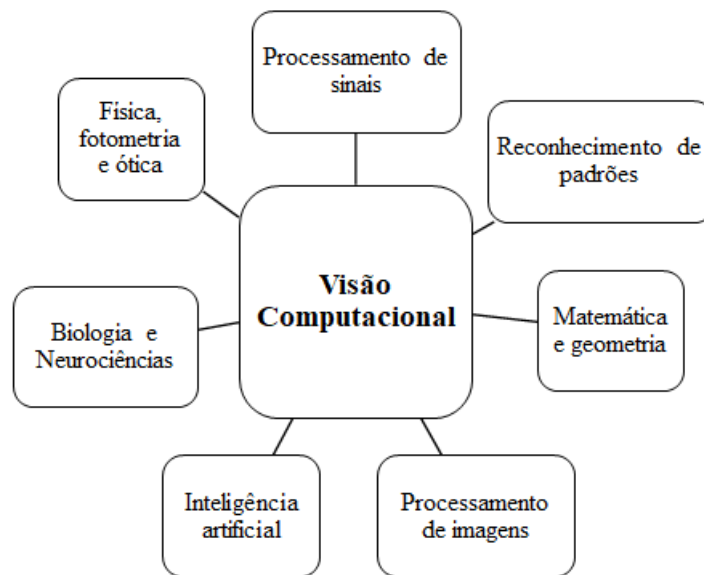 Processamento de
sinais
Física,
fotometria
e ótica
Reconhecimento de
padrões
Visão
Computacional
Biologia e
Neurociências
Matemática
e geometria
Inteligência
artificial
Processamento
de imagens